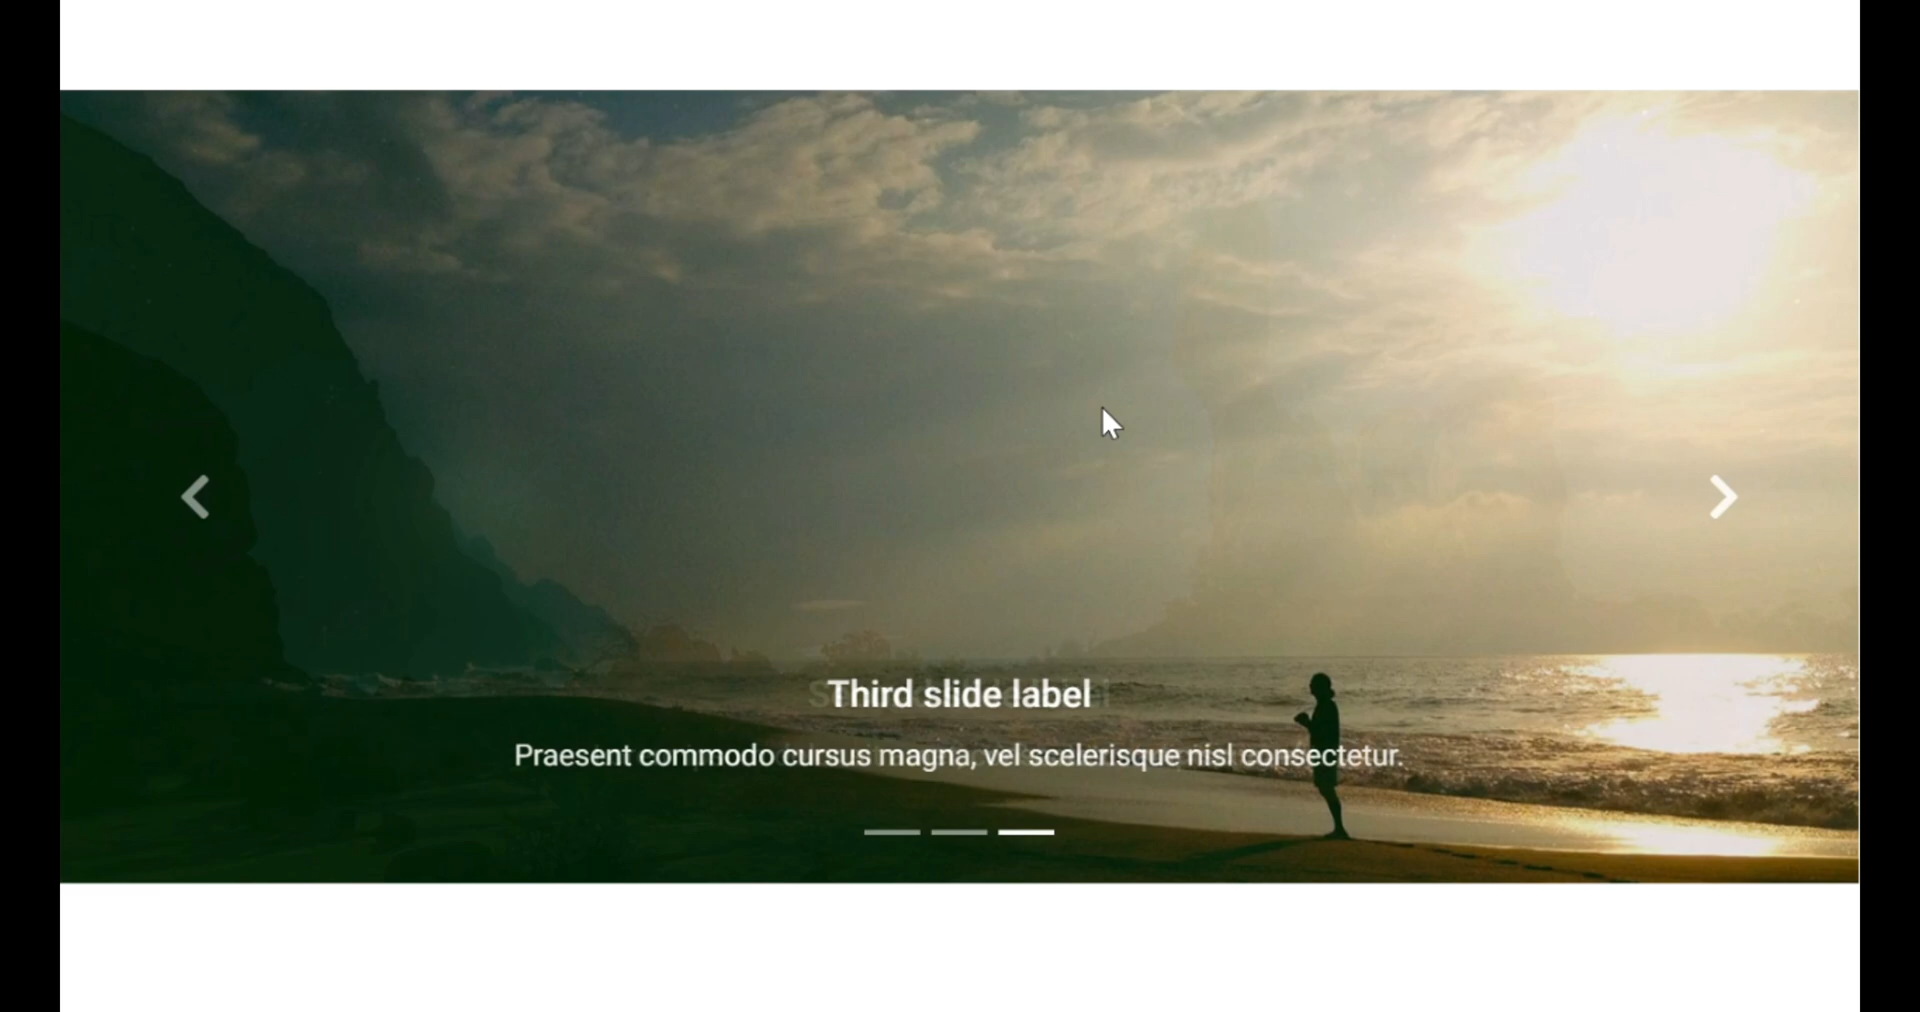 Third slide label
Praesent commodo cursus magna, vel scelerisque nisl consectetur.